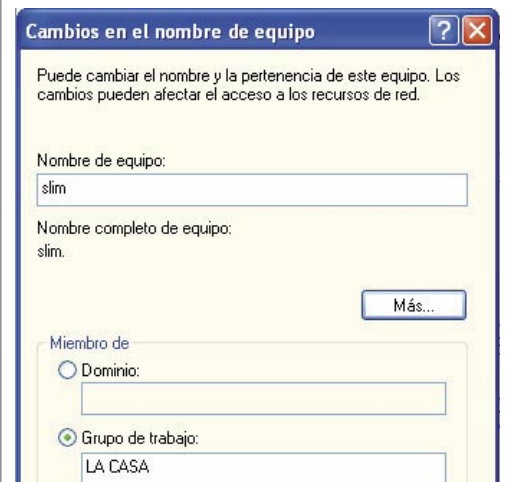 Cambios en el nombre de equipo
Puede cambiar el nombre y la pertenencia de este equipo. Los
cambios pueden afectar el acceso a los recursos de red.
Nombre de equipo:
slim
Nombre completo de equipo:
slim.
Más...
Miembro de
Dominio:
Grupo de trabajo:
LA CASA